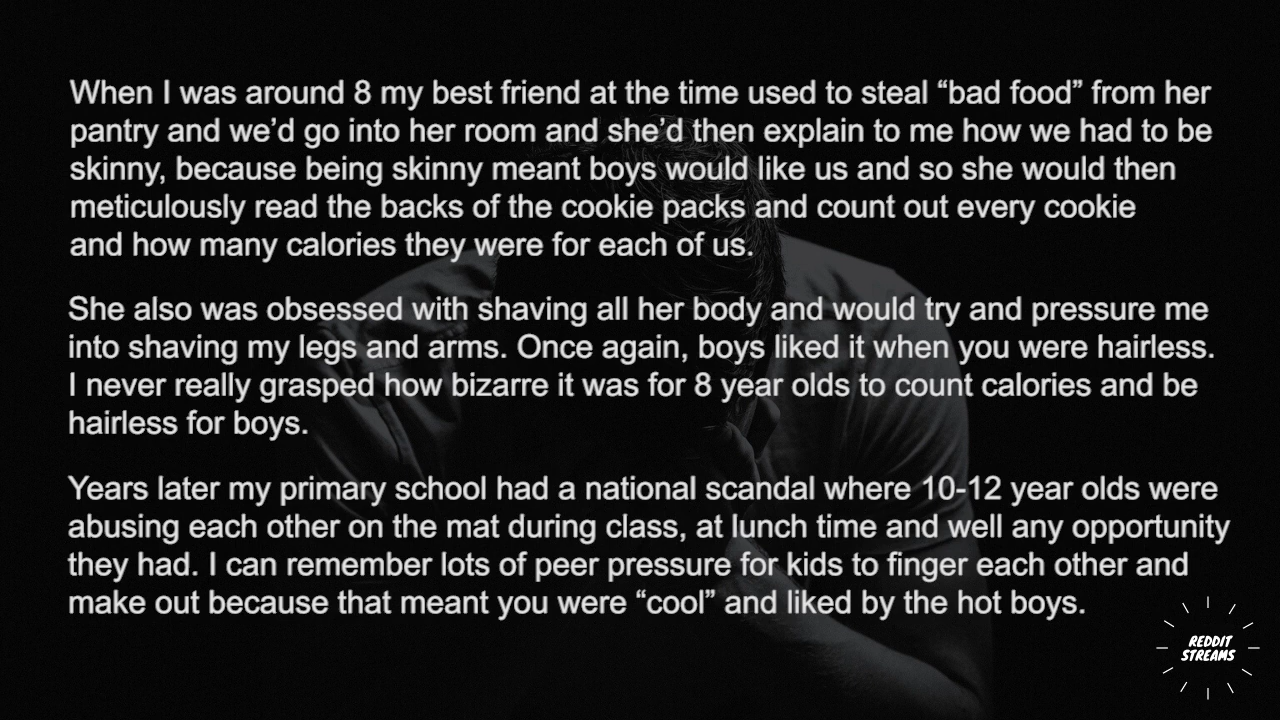 When I was around 8 my best friend at the time used to steal “bad food” from her
pantry and we’d go into her room and she’d then explain to me how we had to be
skinny, because being skinny meant boys would like us and so she would then
meticulously read the backs of the cookie packs and count out every cookie
and how many calories they were for each of us.
She also was obsessed with shaving all her body and would try and pressure me
into shaving my legs and arms. Once again, boys liked it when you were hairless.
I never really grasped how bizarre it was for 8 year olds to count calories and be
hairless for boys.
Years later my primary school had a national scandal where 10-12 year olds were
abusing each other on the mat during class, at lunch time and well any opportunity
they had. I can remember lots of peer pressure for kids to finger each other and
make out because that meant you were “cool” and liked by the hot boys.
REDDIT
STREAMS